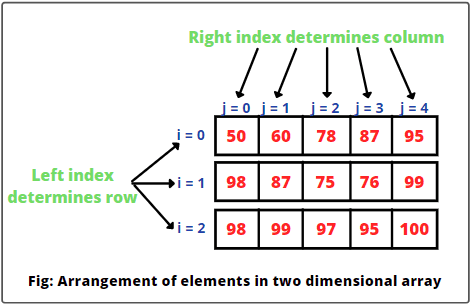 Right index determines column
j = 0 j = 1 j = 2 j = 3 j = 4
i = 0 50 60 78 87 95
Left index
determines row
i = 1 98 87 75 76 99
i = 2 98 99 97 95 100
Fig: Arrangement of elements in two dimensional array